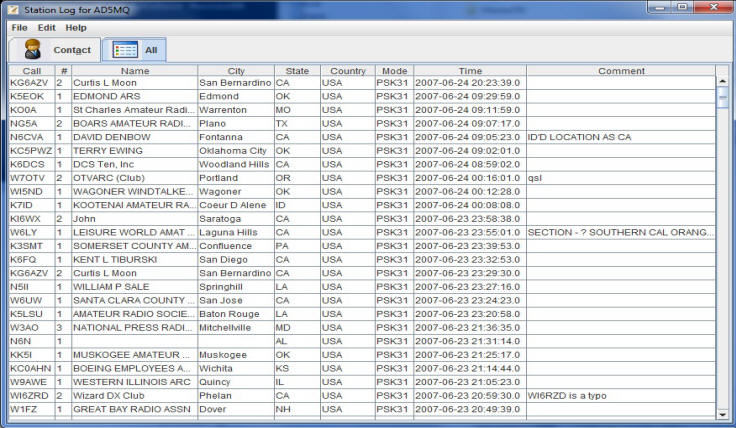 Station Log for AD5MQ
File Edit Help
Contact All
Call # Name City State Country Mode Time Comment
KG6AZV 2 Curtis L Moon San Bernardino CA USA PSK31 2007-06-24 20:23:39.0
K5EOK 1 EDMOND ARS Edmond OK USA PSK31 2007-06-24 09:29:59.0
KO0A 1 St Charles Amateur Radi... Warrenton MO USA PSK31 2007-06-24 09:11:59.0
NG5A 2 BOARS AMATEUR RADI... Plano TX USA PSK31 2007-06-24 09:07:17.0
N6CVA 1 DAVID DENBOW Fontanna CA USA PSK31 2007-06-24 09:05:23.0 ID'D LOCATION AS CA
KC5PWZ 1 TERRY EWING Oklahoma City OK USA PSK31 2007-06-24 09:02:01.0
K6DCS 1 DCS Ten, Inc Woodland Hills CA USA PSK31 2007-06-24 08:59:02.0
W7OTV 2 OTVARC (Club) Portland OR USA PSK31 2007-06-24 00:16:01.0 qsl
WI5ND 1 WAGONER WINDTALKE... Wagoner OK USA PSK31 2007-06-24 00:12:28.0
K7ID 1 KOOTENAI AMATEUR RA... Coeur D Alene ID USA PSK31 2007-06-24 00:08:08.0
KI6WX 2 John Saratoga CA USA PSK31 2007-06-23 23:58:38.0
W6LY 1 LEISURE WORLD AMAT... Laguna Hills CA USA PSK31 2007-06-23 23:55:01.0 SECTION - ? SOUTHERN CAL ORANG...
K3SMT 1 SOMERSET COUNTY AM... Confluence PA USA PSK31 2007-06-23 23:39:53.0
K6FQ 1 KENT L TIBURSKI San Diego CA USA PSK31 2007-06-23 23:32:53.0
KG6AZV 2 Curtis L Moon San Bernardino CA USA PSK31 2007-06-23 23:29:30.0
N5II 1 WILLIAM P SALE Springhill LA USA PSK31 2007-06-23 23:27:16.0
W6UW 1 SANTA CLARA COUNTY ... San Jose CA USA PSK31 2007-06-23 23:24:23.0
K5LSU 1 AMATEUR RADIO SOCIE... Baton Rouge LA USA PSK31 2007-06-23 23:20:58.0
W3AO 3 NATIONAL PRESS RADI... Mitchellville MD USA PSK31 2007-06-23 21:36:35.0
N6N 1 AL USA PSK31 2007-06-23 21:31:14.0
KK5I 1 MUSKOGEE AMATEUR ... Muskogee OK USA PSK31 2007-06-23 21:25:17.0
KC0AHN 1 BOEING EMPLOYEES A... Wichita KS USA PSK31 2007-06-23 21:14:44.0
W9AWE 1 WESTERN ILLINOIS ARC Quincy IL USA PSK31 2007-06-23 21:05:23.0
WI6RZD 2 Wizard DX Club Phelan CA USA PSK31 2007-06-23 20:59:30.0 WI6RZD is a typo
W1FZ 1 GREAT BAY RADIO ASSN Dover NH USA PSK31 2007-06-23 20:49:39.0